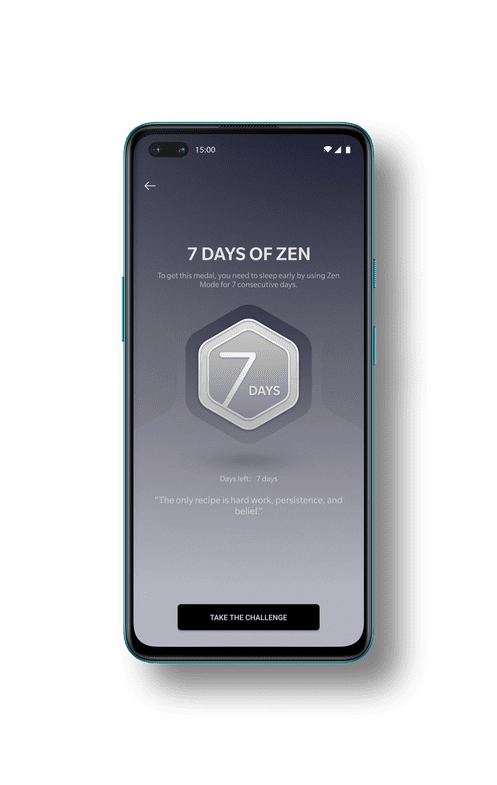 15:00
7 DAYS OF ZEN
To get this medal, you need to sleep early by using Zen
Mode for 7 consecutive days.
7 DAYS
Days left: 7 days
"The only recipe is hard work, persistence, and
belief."
TAKE THE CHALLENGE